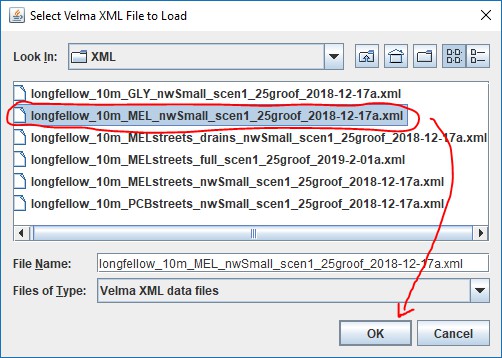 Select Velma XML File to Load
Look In: XML
longfellow_10m_GLY_nwSmall_scen1_25groof_2018-12-17a.xml
longfellow_10m_MEL_nwSmall_scen1_25groof_2018-12-17a.xml
longfellow_10m_MELstreets_drains_nwSmall_scen1_25groof_2018-12-17a.xml
longfellow_10m_MELstreets_full_scen1_25groof_2019-2-01a.xml
longfellow_10m_MELstreets_nwSmall_scen1_25groof_2018-12-17a.xml
longfellow_10m_PCBstreets_nwSmall_scen1_25groof_2018-12-17a.xml
File Name: longfellow_10m_MEL_nwSmall_scen1_25groof_2018-12-17a.xml
Files of Type: Velma XML data files
OK Cancel